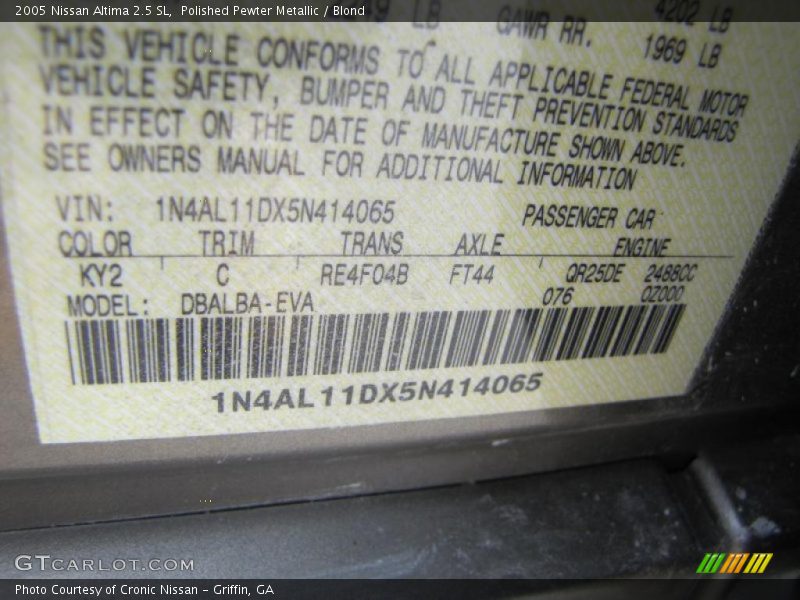 2005 Nissan Altima 2.5 SL, Polished Pewter Metallic / Blond
LB GAWR RR. 4202 LB
1969 LB
THIS VEHICLE CONFORMS TO ALL APPLICABLE FEDERAL MOTOR
VEHICLE SAFETY, BUMPER AND THEFT PREVENTION STANDARDS
IN EFFECT ON THE DATE OF MANUFACTURE SHOWN ABOVE.
SEE OWNERS MANUAL FOR ADDITIONAL INFORMATION
VIN: 1N4AL11DX5N414065 PASSENGER CAR
COLOR TRIM TRANS AXLE ENGINE
KY2 C RE4F04B FT44 QR25DE 2488CC
MODEL: DBALBA-EVA 076 0Z000
1N4AL11DX5N414065
GTCARLOT.COM
Photo Courtesy of Cronic Nissan - Griffin, GA